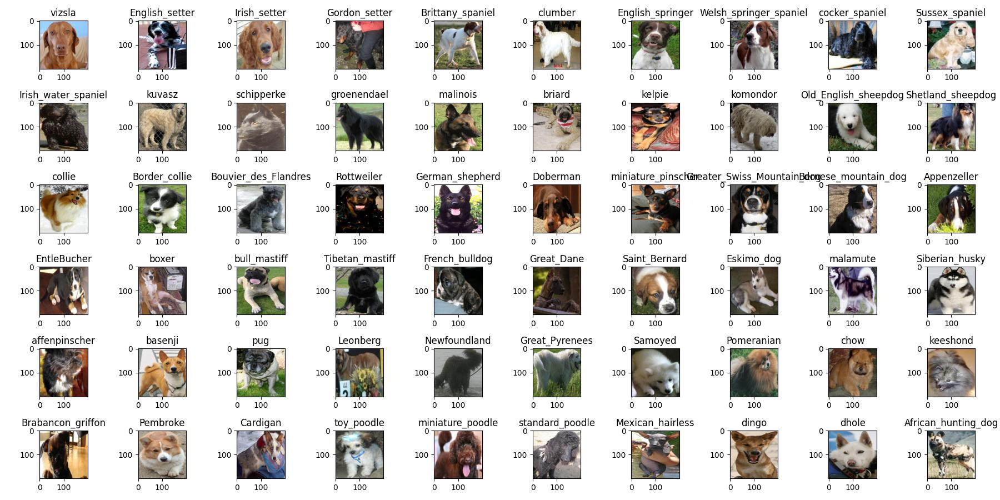 vizsla English_setter Irish_setter Gordon_setter Brittany_spaniel clumber English_springer Welsh_springer_spaniel cocker_spaniel Sussex_spaniel
0 0 0 0 0 0 0 0 0 0
100 100 100 100 100 100 100 100 100 100
0 100 0 100 0 100 0 100 0 100 0 100 0 100 0 100 0 100 0 100
Irish_water_spaniel kuvasz schipperke groenendael malinois briard kelpie komondor Old_English_sheepdog Shetland_sheepdog
0 0 0 0 0 0 0 0 0 0
100 100 100 100 100 100 100 100 100 100
0 100 0 100 0 100 0 100 0 100 0 100 0 100 0 100 0 100 0 100
collie Border_collie Bouvier_des_Flandres Rottweiler German_shepherd Doberman miniature_pinscher Greater_Swiss_Mountain_dog Bernese_mountain_dog Appenzeller
0 0 0 0 0 0 0 0 0 0
100 100 100 100 100 100 100 100 100 100
0 100 0 100 0 100 0 100 0 100 0 100 0 100 0 100 0 100 0 100
EntleBucher boxer bull_mastiff Tibetan_mastiff French_bulldog Great_Dane Saint_Bernard Eskimo_dog malamute Siberian_husky
0 0 0 0 0 0 0 0 0 0
100 100 100 100 100 100 100 100 100 100
0 100 0 100 0 100 0 100 0 100 0 100 0 100 0 100 0 100 0 100
affenpinscher basenji pug Leonberg Newfoundland Great_Pyrenees Samoyed Pomeranian chow keeshond
0 0 0 0 0 0 0 0 0 0
100 100 100 100 100 100 100 100 100 100
0 100 0 100 0 100 0 100 0 100 0 100 0 100 0 100 0 100 0 100
Brabancon_griffon Pembroke Cardigan toy_poodle miniature_poodle standard_poodle Mexican_hairless dingo dhole African_hunting_dog
0 0 0 0 0 0 0 0 0 0
100 100 100 100 100 100 100 100 100 100
0 100 0 100 0 100 0 100 0 100 0 100 0 100 0 100 0 100 0 100